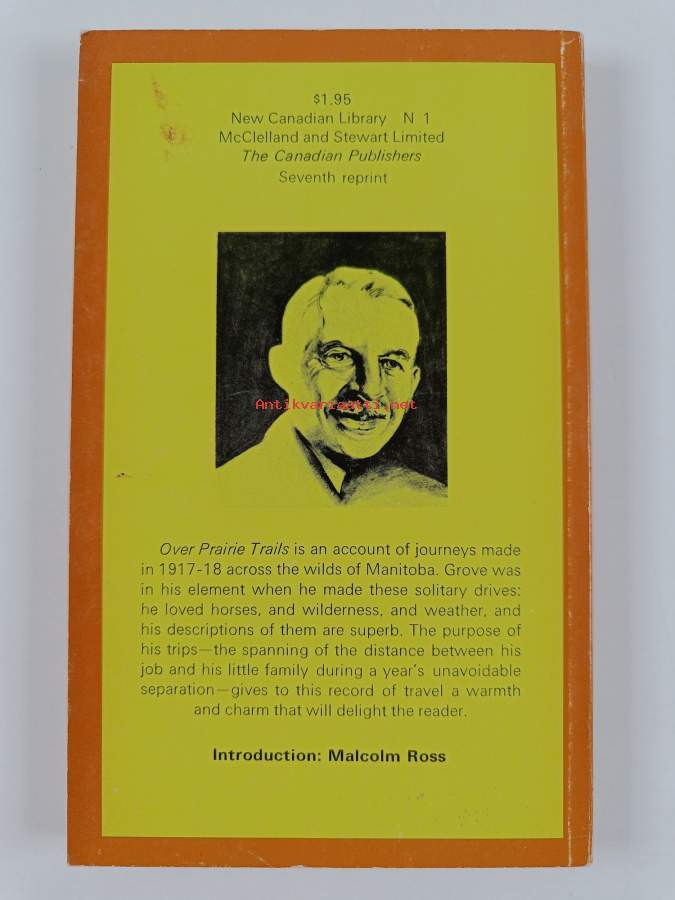 $1.95
New Canadian Library N 1
McClelland and Stewart Limited
The Canadian Publishers
Seventh reprint
Antikvariaatti.net
Over Prairie Trails is an account of journeys made
in 1917-18 across the wilds of Manitoba. Grove was
in his element when he made these solitary drives:
he loved horses, and wilderness, and weather, and
his descriptions of them are superb. The purpose of
his trips—the spanning of the distance between his
job and his little family during a year's unavoidable
separation—gives to this record of travel a warmth
and charm that will delight the reader.
Introduction: Malcolm Ross